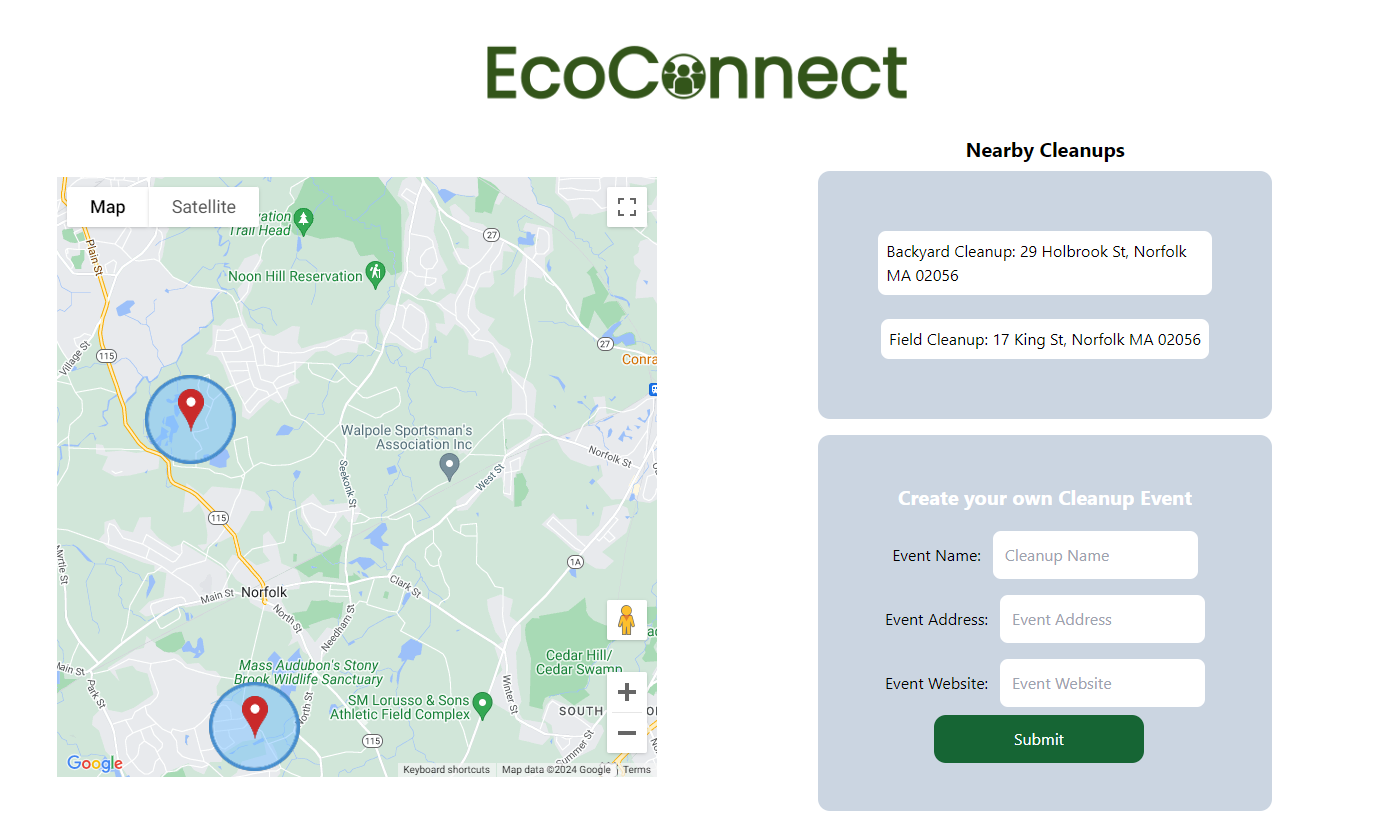 EcoConnect
Nearby Cleanups
Map
Satellite
Trail Head
Noon Hill Reservation
27
Plain St
115
Village St
27
Walpole Sportsman's
Association Inc
Norfolk St
West St
Seekonk St
115
1A
Myrtle St
Clark St
Main St
Norfolk
North St
Needham St
Cedar Hill/
Cedar Swamp
Mass Audubon's Stony
Brook Wildlife Sanctuary
Main St
Park St
North St
SM Lorusso & Sons
Athletic Field Complex
Winter St
SOUTH
115
Summer St
Google
Keyboard shortcuts
Map data ©2024 Google
Terms
Backyard Cleanup: 29 Holbrook St, Norfolk
MA 02056
Field Cleanup: 17 King St, Norfolk MA 02056
Create your own Cleanup Event
Event Name:
Cleanup Name
Event Address:
Event Address
Event Website:
Event Website
Submit